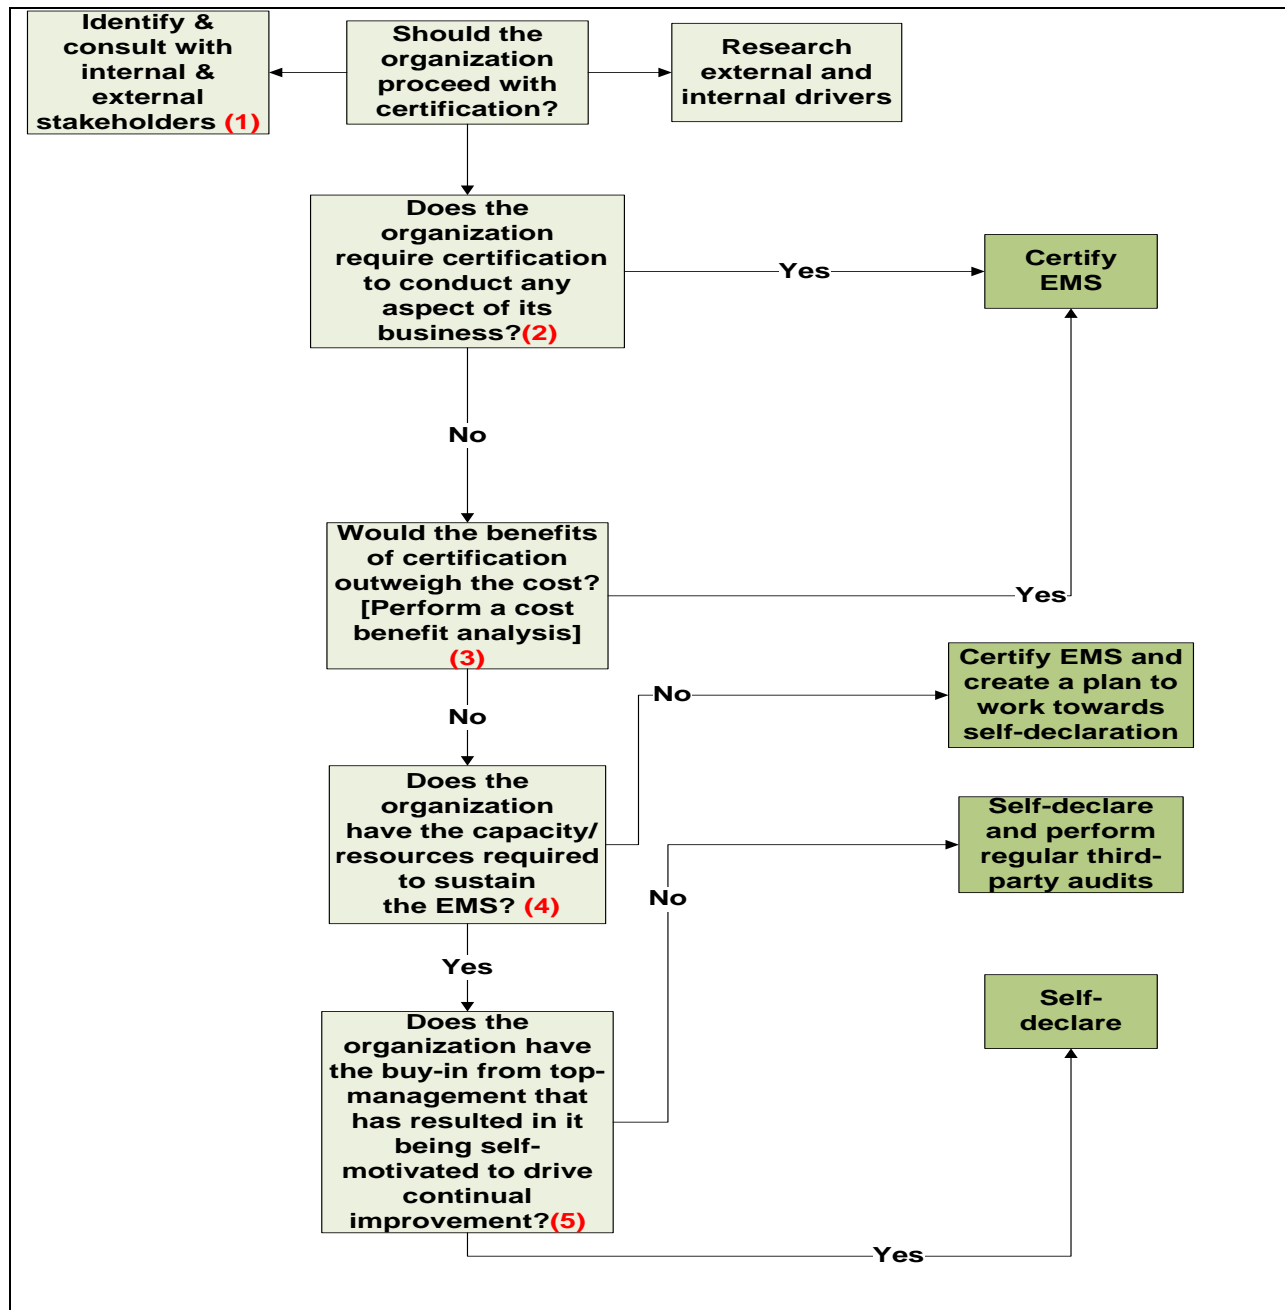 Identify &
consult with
internal &
external
stakeholders (1)
Should the
organization
proceed with
certification?
Research
external and
internal drivers
Does the
organization
require certification
to conduct any
aspect of its
business?(2)
Yes
Certify
EMS
No
Would the benefits
of certification
outweigh the cost?
[Perform a cost
benefit analysis]
(3)
Yes
No
No
Certify EMS and
create a plan to
work towards
self-declaration
Does the
organization
have the capacity/
resources required
to sustain
the EMS? (4)
No
Self-declare
and perform
regular third-
party audits
Yes
Does the
organization have
the buy-in from top-
management that
has resulted in it
being self-
motivated to drive
continual
improvement?(5)
Self-
declare
Yes